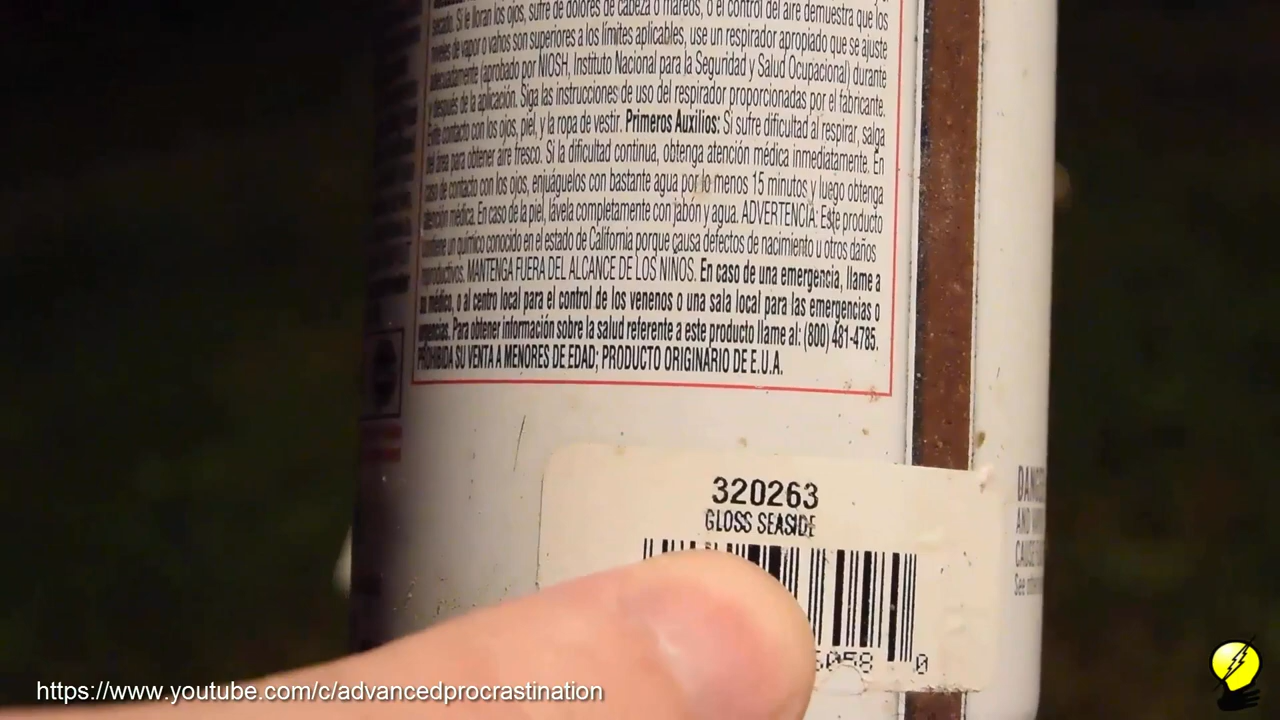 secado. Si le lloran los ojos, sufre de dolores de cabeza o mareos, o el control del aire demuestra que los
niveles de vapor o vahos son superiores a los límites aplicables, use un respirador apropiado que se ajuste
adecuadamente (aprobado por NIOSH, Instituto Nacional para la Seguridad y Salud Ocupacional) durante
y después de la aplicación. Siga las instrucciones de uso del respirador proporcionadas por el fabricante.
Evite contacto con los ojos, piel, y la ropa de vestir. Primeros Auxilios: Si sufre dificultad al respirar, salga
del área para obtener aire fresco. Si la dificultad continua, obtenga atención médica inmediatamente. En
caso de contacto con los ojos, enjuáguelos con bastante agua por lo menos 15 minutos y luego obtenga
atención médica. En caso de la piel, lávela completamente con jabón y agua. ADVERTENCIA: Este producto
contiene un químico conocido en el estado de California porque causa defectos de nacimiento u otros daños
reproductivos. MANTENGA FUERA DEL ALCANCE DE LOS NIÑOS. En caso de una emergencia, llame a
su médico, o al centro local para el control de los venenos o una sala local para las emergencias o
urgencias. Para obtener información sobre la salud referente a este producto llame al: (800) 481-4785.
PROHIBIDA SU VENTA A MENORES DE EDAD; PRODUCTO ORIGINARIO DE E.U.A.
320263
GLOSS SEASIDE
6058 0
AND
See
https://www.youtube.com/c/advancedprocrastination